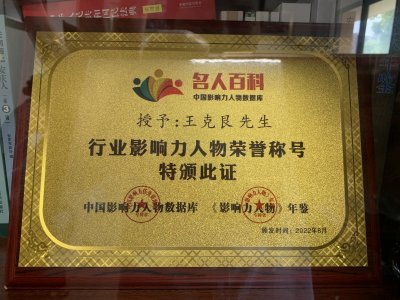 名人百科
中国影响力人物数据库
授予:王克艮先生
行业影响力人物荣誉称号
特颁此证
中国影响力人物数据库 《影响力人物》年鉴
颁发时间:2022年8月